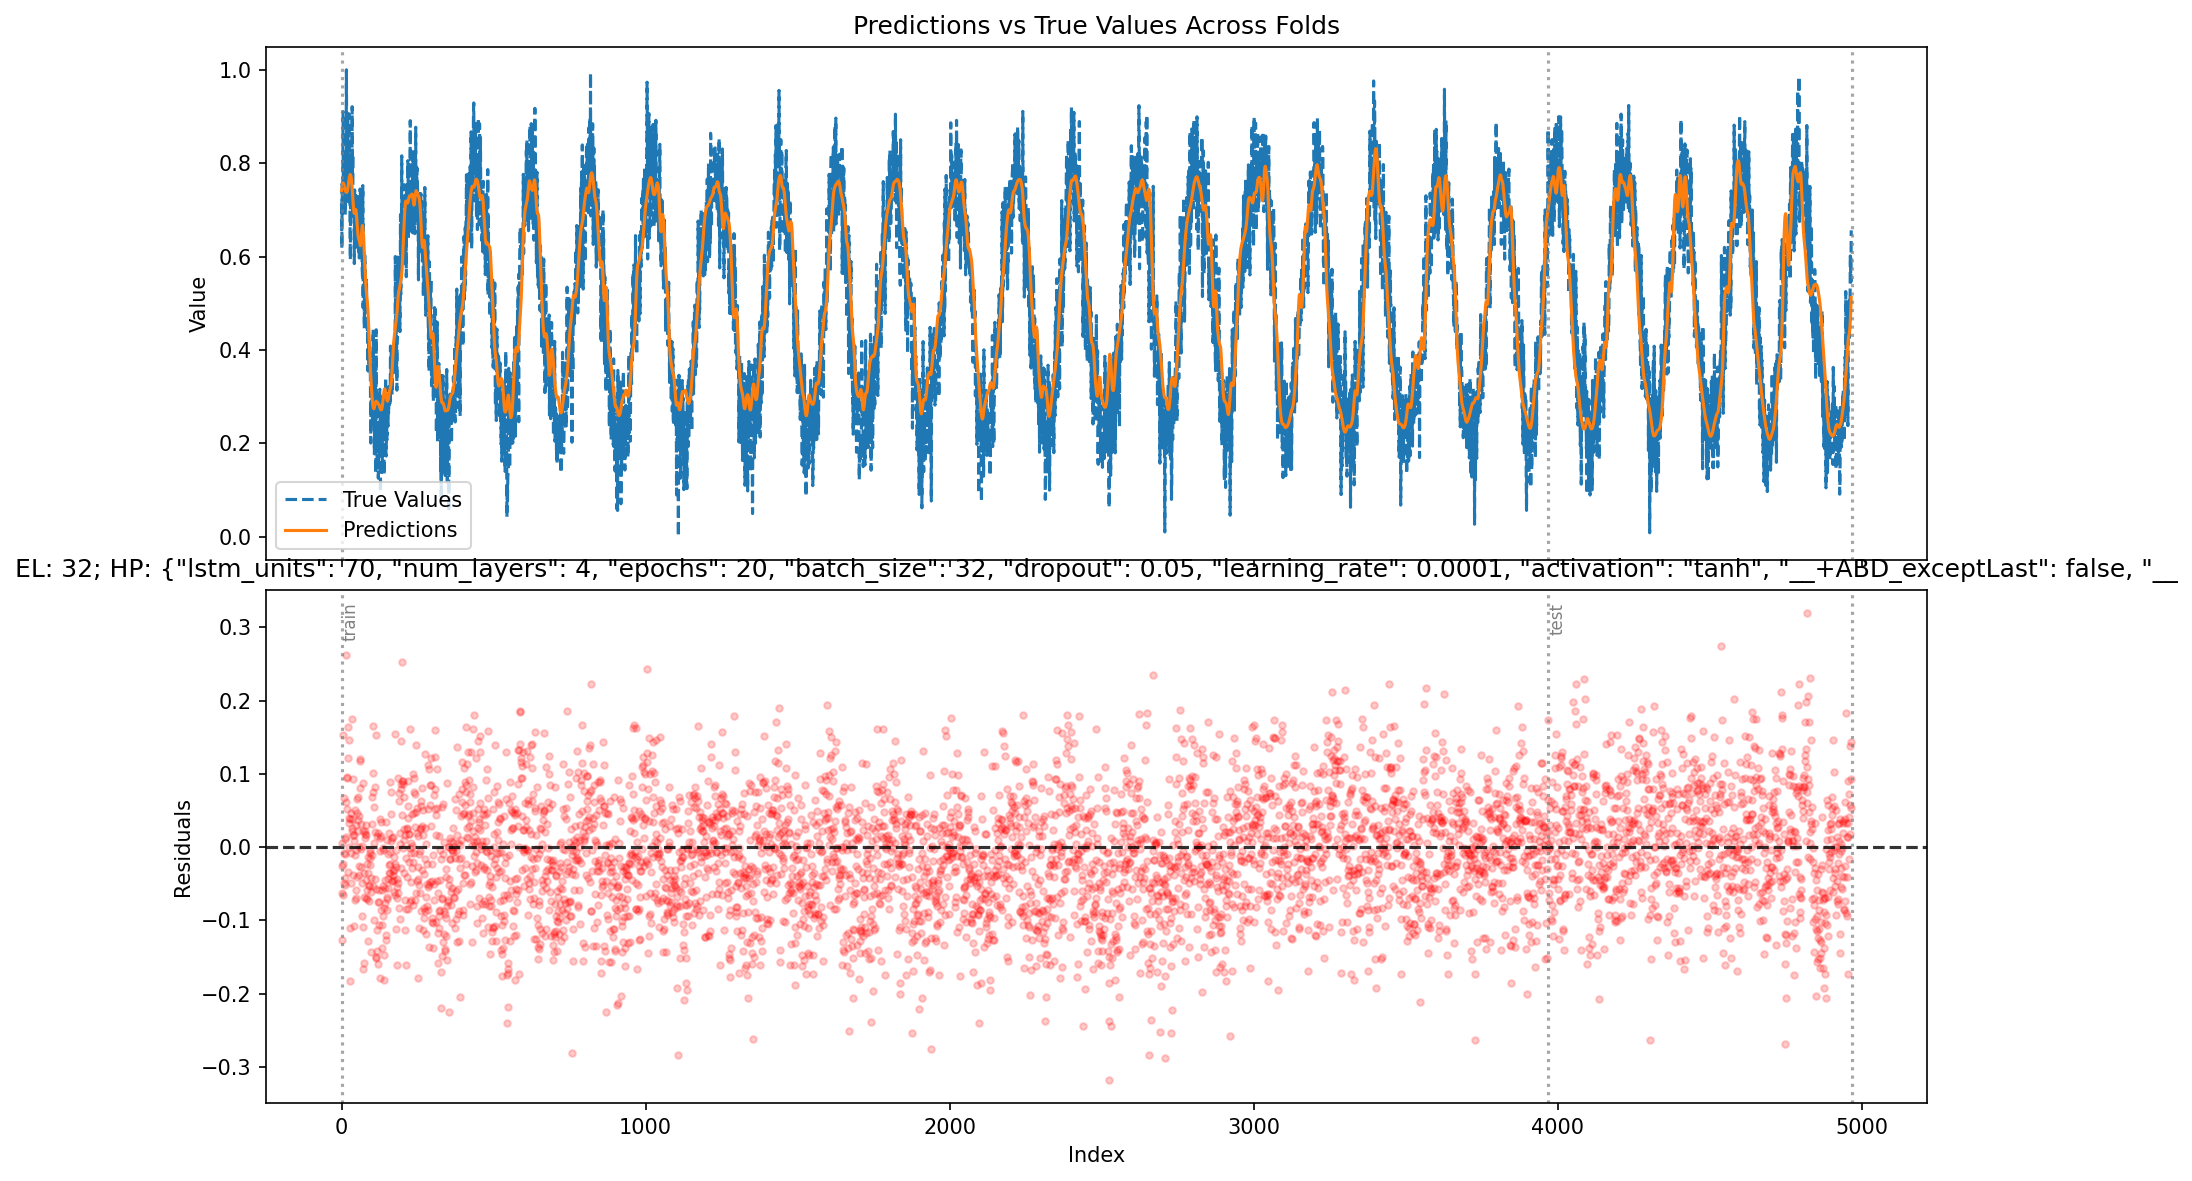 Predictions vs True Values Across Folds
1.0
0.8
0.6
0.4
0.2
0.0
Value
True Values
Predictions
EL: 32; HP: {"lstm_units": 70, "num_layers": 4, "epochs": 20, "batch_size": 32, "dropout": 0.05, "learning_rate": 0.0001, "activation": "tanh", "__+ABD_exceptLast": false, "__
train
test
0.3
0.2
0.1
0.0
−0.1
−0.2
−0.3
Residuals
0 1000 2000 3000 4000 5000
Index